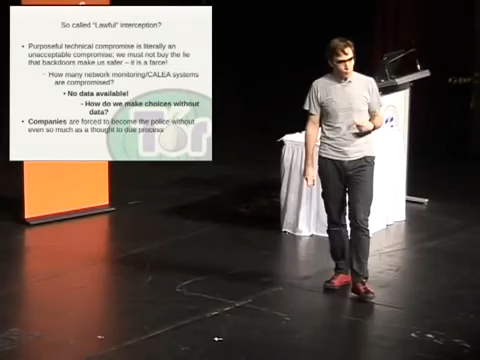 So called "Lawful" interception?
• Purposeful technical compromise is literally an
unacceptable compromise; we must not buy the lie
that backdoors make us safer – it is a farce!
- How many network monitoring/CALEA systems
are compromised?
• No data available!
- How do we make choices without
data?
• Companies are forced to become the police without
even so much as a thought to due process
Tor